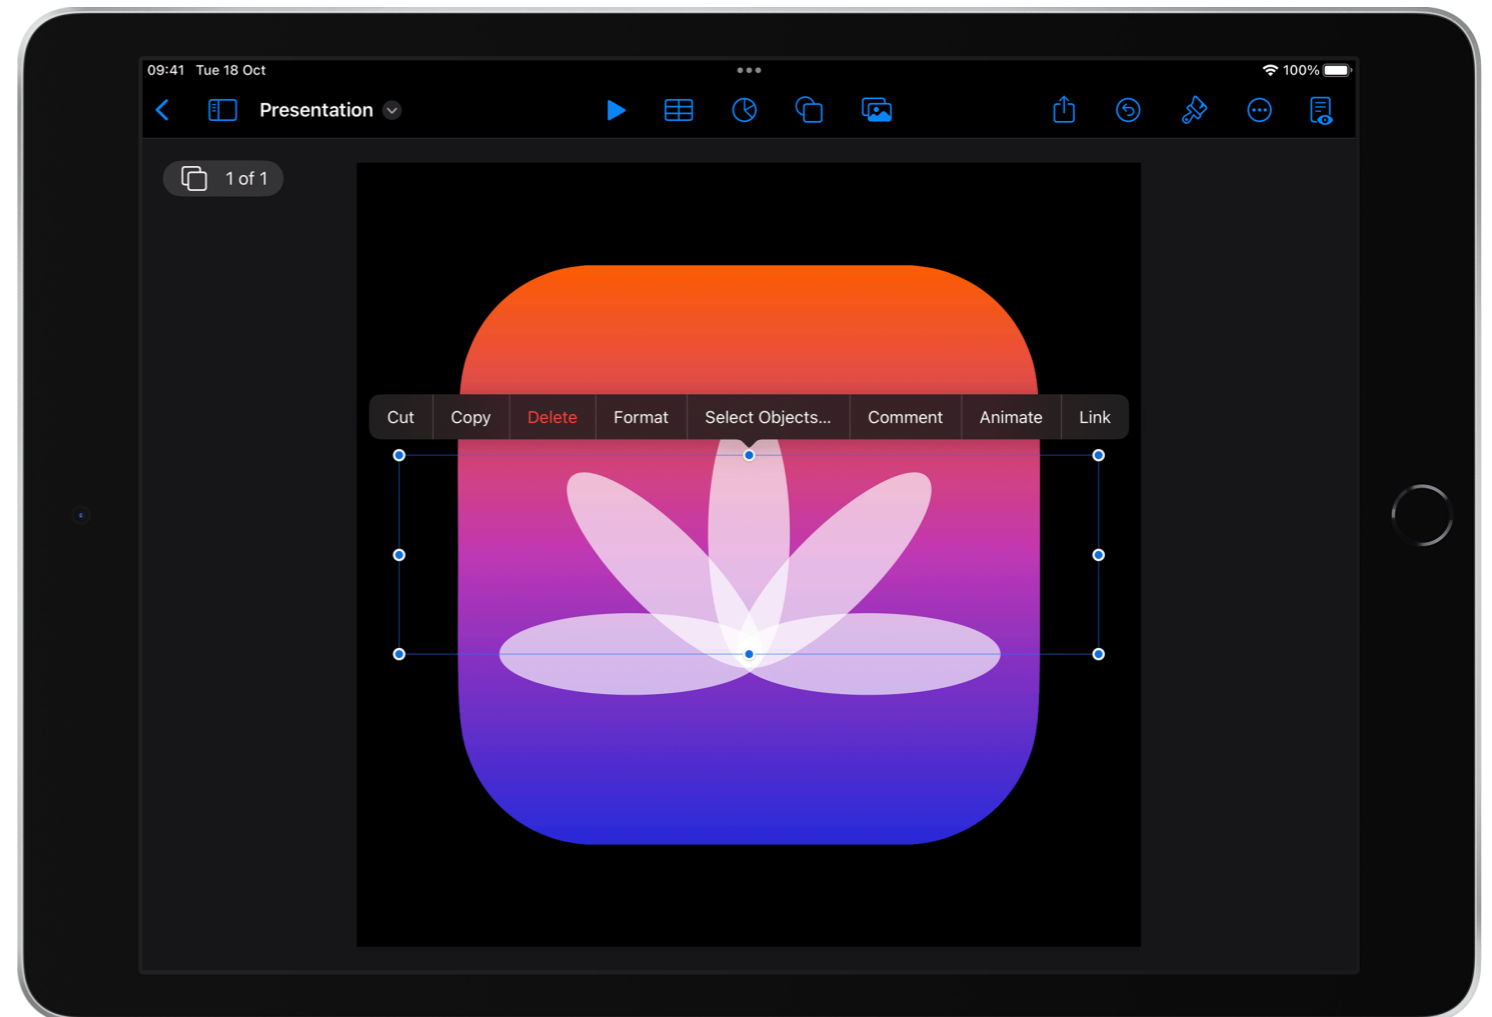 09:41 Tue 18 Oct
100%
Presentation
1 of 1
Cut Copy Delete Format Select Objects... Comment Animate Link